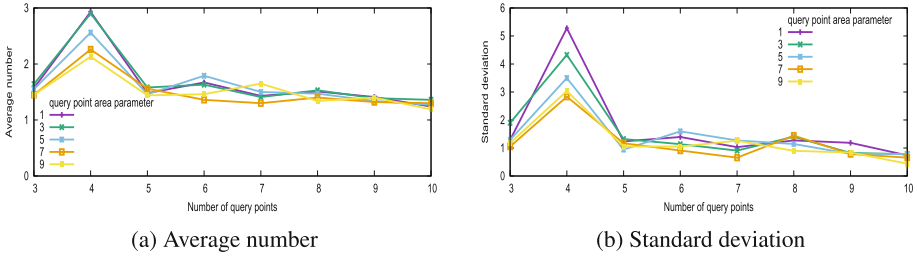 3
2
1
0
Average number
query point area parameter
1
3
5
7
9
3 4 5 6 7 8 9 10
Number of query points
(a) Average number
6
5
4
3
2
1
0
Standard deviation
query point area parameter
1
3
5
7
9
3 4 5 6 7 8 9 10
Number of query points
(b) Standard deviation